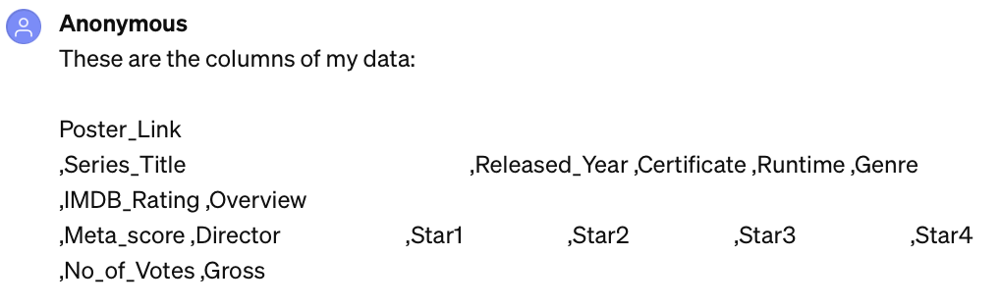 Anonymous
These are the columns of my data:
Poster_Link
,Series_Title ,Released_Year ,Certificate ,Runtime ,Genre
,IMDB_Rating ,Overview
,Meta_score ,Director ,Star1 ,Star2 ,Star3 ,Star4
,No_of_Votes ,Gross